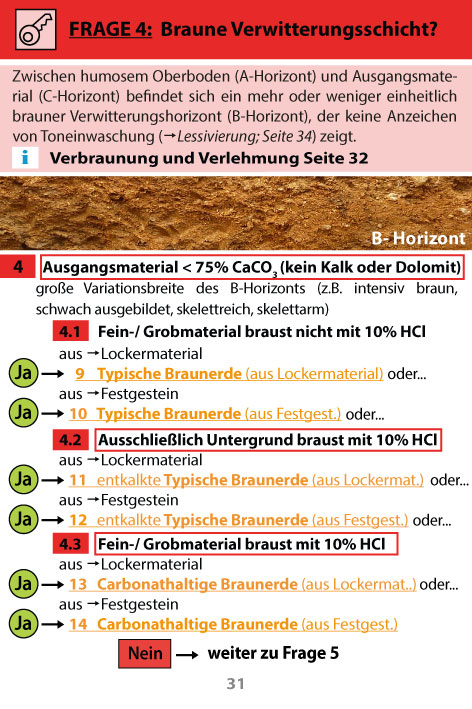 FRAGE 4: Braune Verwitterungsschicht?
Zwischen humosem Oberboden (A-Horizont) und Ausgangsmate-
rial (C-Horizont) befindet sich ein mehr oder weniger einheitlich
brauner Verwitterungshorizont (B-Horizont), der keine Anzeichen
von Toneinwaschung (→Lessivierung; Seite 34) zeigt.
i Verbraunung und Verlehmung Seite 32
B- Horizont
4 Ausgangsmaterial < 75% CaCO3 (kein Kalk oder Dolomit)
große Variationsbreite des B-Horizonts (z.B. intensiv braun,
schwach ausgebildet, skelettreich, skelettarm)
4.1 Fein-/ Grobmaterial braust nicht mit 10% HCl
aus →Lockermaterial
Ja → 9 Typische Braunerde (aus Lockermaterial) oder...
aus →Festgestein
Ja → 10 Typische Braunerde (aus Festgest.) oder...
4.2 Ausschließlich Untergrund braust mit 10% HCl
aus →Lockermaterial
Ja → 11 entkalkte Typische Braunerde (aus Lockermat.) oder...
aus →Festgestein
Ja → 12 entkalkte Typische Braunerde (aus Festgest.) oder...
4.3 Fein-/ Grobmaterial braust mit 10% HCl
aus →Lockermaterial
Ja → 13 Carbonathaltige Braunerde (aus Lockermat..) oder...
aus →Festgestein
Ja → 14 Carbonathaltige Braunerde (aus Festgest.)
Nein → weiter zu Frage 5
31